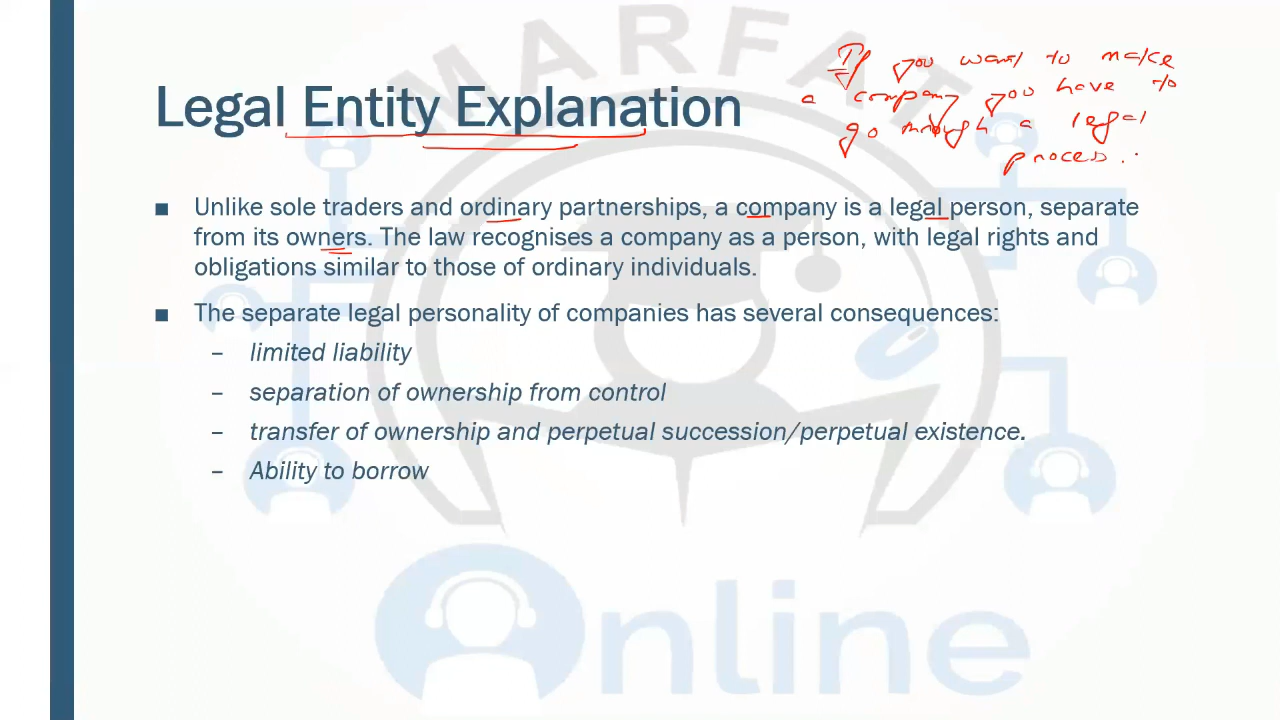 MARFAT
If you want to make
a company you have to
go through a legal
process.
Legal Entity Explanation
■ Unlike sole traders and ordinary partnerships, a company is a legal person, separate
from its owners. The law recognises a company as a person, with legal rights and
obligations similar to those of ordinary individuals.
■ The separate legal personality of companies has several consequences:
– limited liability
– separation of ownership from control
– transfer of ownership and perpetual succession/perpetual existence.
– Ability to borrow
nline